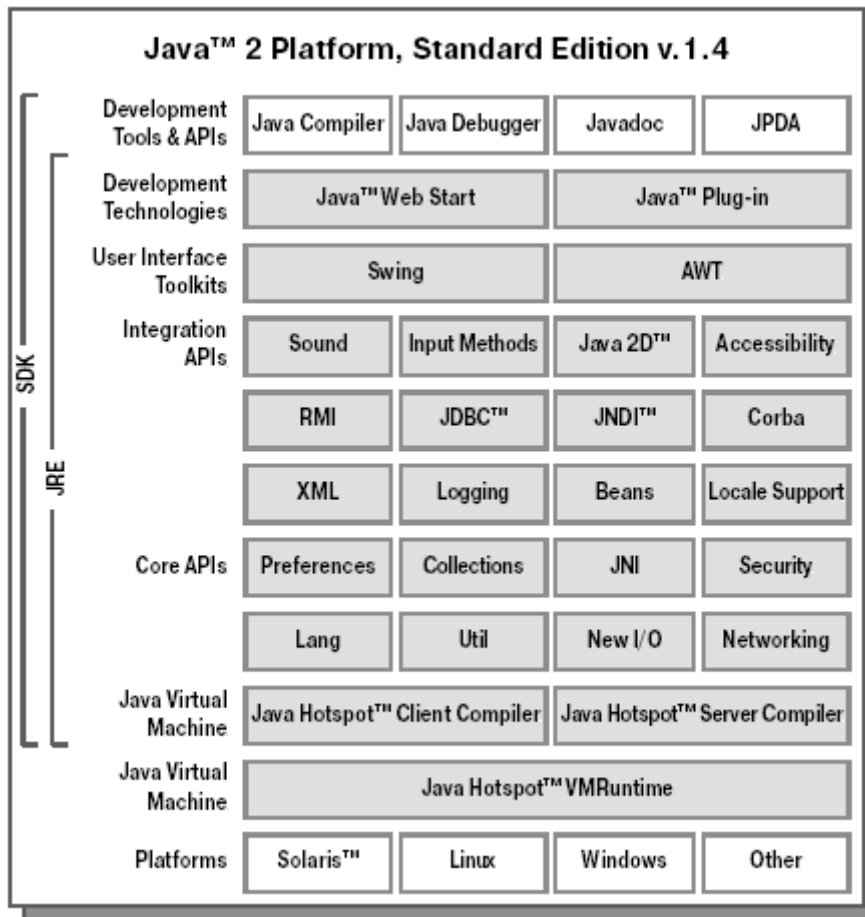 Java™ 2 Platform, Standard Edition v.1.4
SDK
JRE
Development
Tools & APIs
Java Compiler
Java Debugger
Javadoc
JPDA
Development
Technologies
Java™Web Start
Java™ Plug-in
User Interface
Toolkits
Swing
AWT
Integration
APIs
Sound
Input Methods
Java 2D™
Accessibility
RMI
JDBC™
JNDI™
Corba
XML
Logging
Beans
Locale Support
Core APIs
Preferences
Collections
JNI
Security
Lang
Util
New I/O
Networking
Java Virtual
Machine
Java Hotspot™ Client Compiler
Java Hotspot™ Server Compiler
Java Virtual
Machine
Java Hotspot™ VMRuntime
Platforms
Solaris™
Linux
Windows
Other